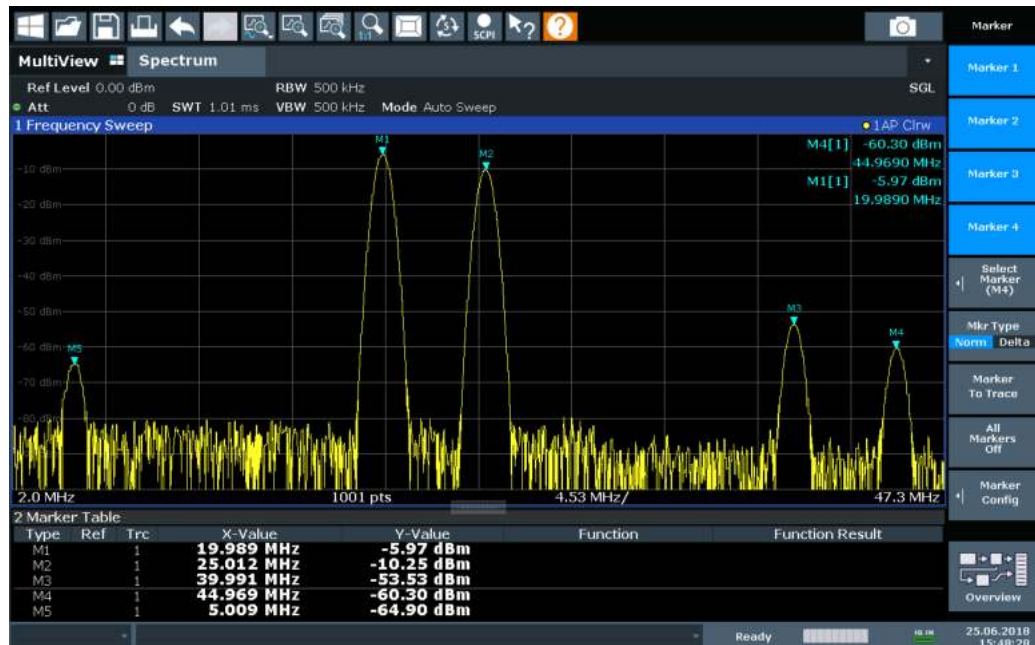 SCPI
1:1
Marker
MultiView Spectrum
Ref Level 0.00 dBm RBW 500 kHz SGL
Att 0 dB SWT 1.01 ms VBW 500 kHz Mode Auto Sweep
1 Frequency Sweep 1AP Clrw
M4[1] -60.30 dBm
44.9690 MHz
M1[1] -5.97 dBm
19.9890 MHz
M1
M2
M3
M4
M5
-10 dBm
-20 dBm
-30 dBm
-40 dBm
-50 dBm
-60 dBm
-70 dBm
-80 dBm
2.0 MHz 1001 pts 4.53 MHz/ 47.3 MHz
2 Marker Table
Type Ref Trc X-Value Y-Value Function Function Result
M1 1 19.989 MHz -5.97 dBm
M2 1 25.012 MHz -10.25 dBm
M3 1 39.991 MHz -53.53 dBm
M4 1 44.969 MHz -60.30 dBm
M5 1 5.009 MHz -64.90 dBm
Marker 1
Marker 2
Marker 3
Marker 4
Select
Marker
(M4)
Mkr Type
Norm Delta
Marker
To Trace
All
Markers
Off
Marker
Config
Overview
Ready
25.06.2018
15:48:28